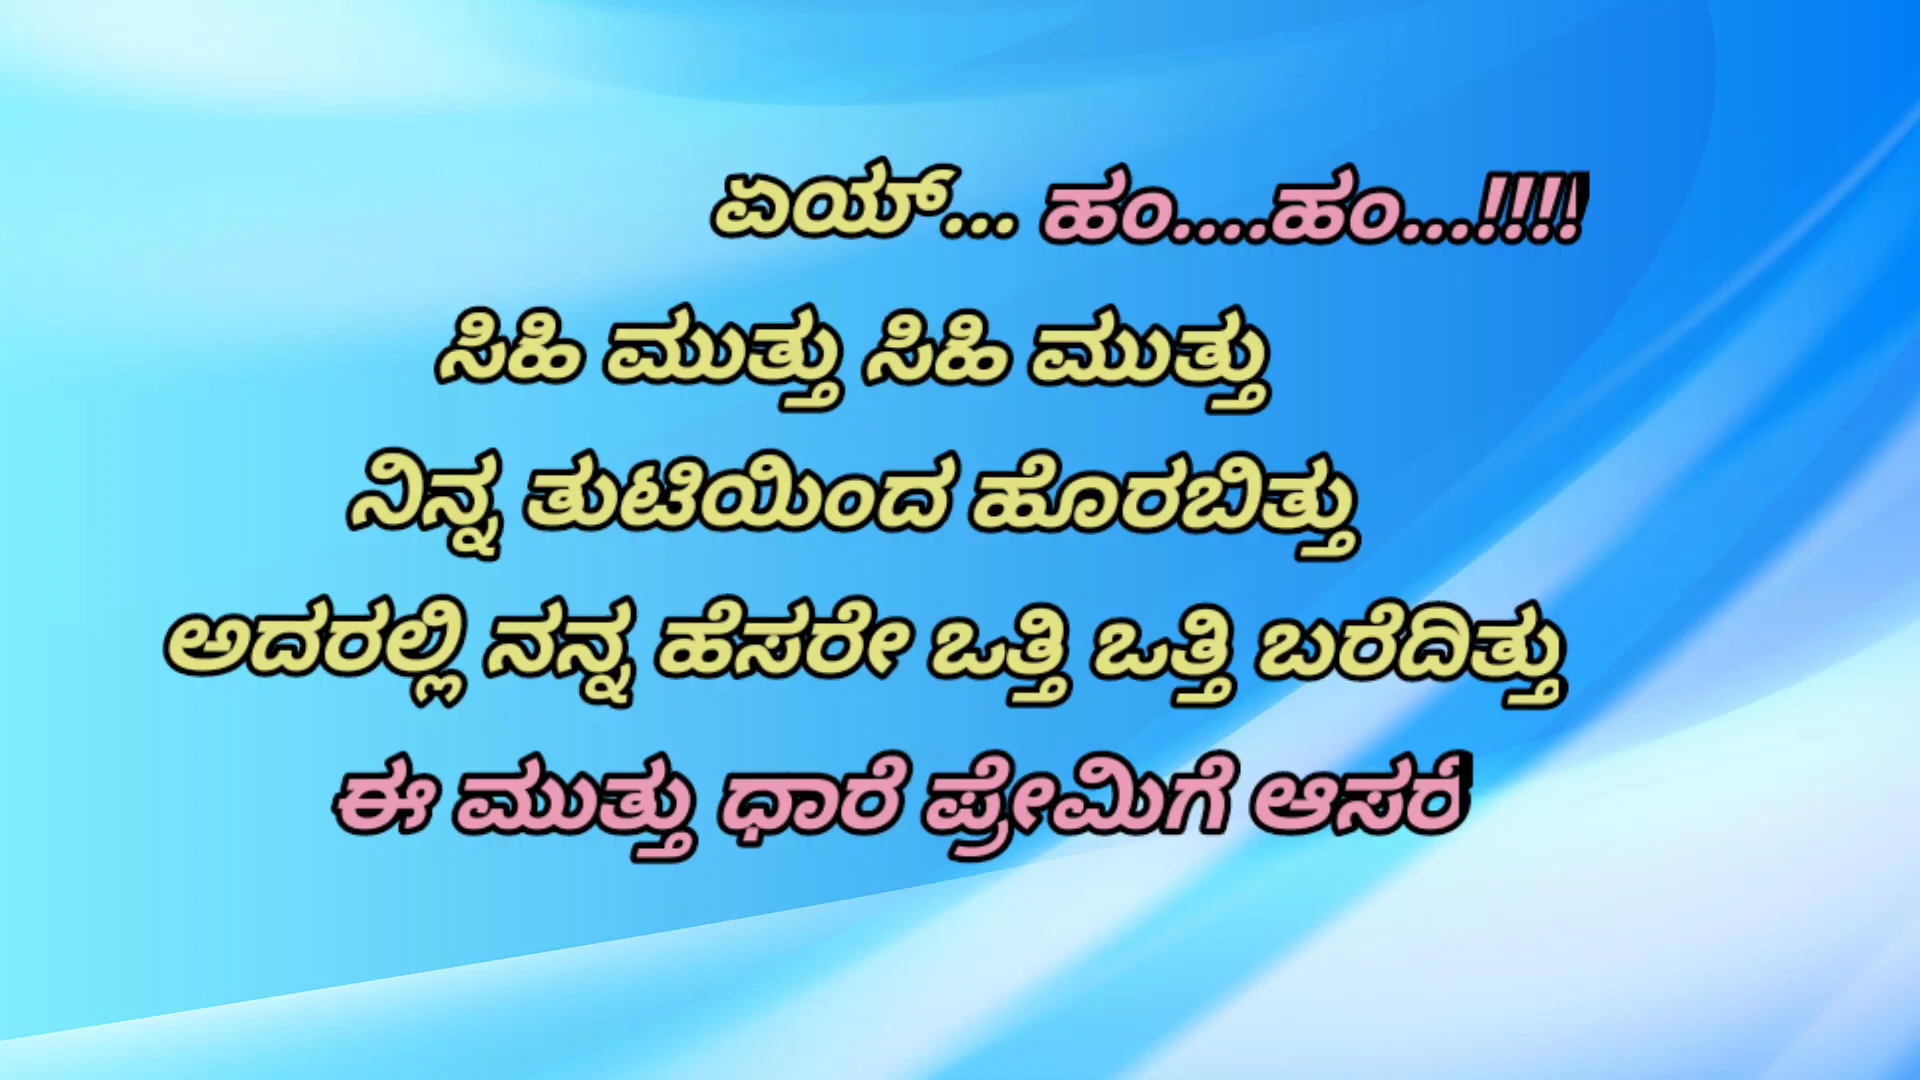 ಏಯ್... ಹಂ....ಹಂ...!!!!
ಸಿಹಿ ಮುತ್ತು ಸಿಹಿ ಮುತ್ತು
ನಿನ್ನ ತುಟಿಯಿಂದ ಹೊರಬಿತ್ತು
ಅದರಲ್ಲಿ ನನ್ನ ಹೆಸರೇ ಒತ್ತಿ ಒತ್ತಿ ಬರೆದಿತ್ತು
ಈ ಮುತ್ತು ಧಾರೆ ಪ್ರೇಮಿಗೆ ಆಸರೆ